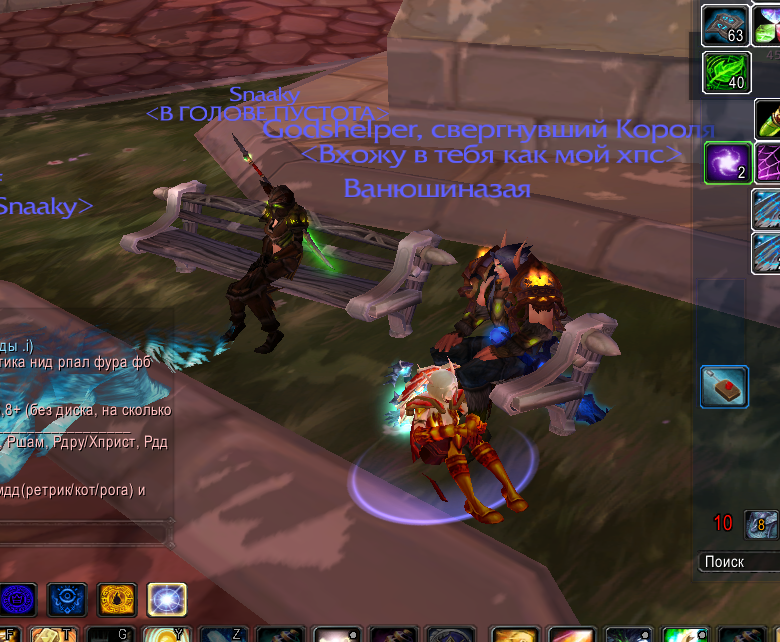 63
40
Snaaky
<В ГОЛОВЕ ПУСТОТА>
Godshelper, свергнувший Короля
<Вхожу в тебя как мой хпс>
2
Ванюшиназая
Snaaky>
ды .i)
тика нид рпал фура фб
,8+ (без диска, на сколько
, Ршам, Рдру/Хприст, Рдд
мдд(ретрик/кот/рога) и
10
8
Поиск
F T G Y Z